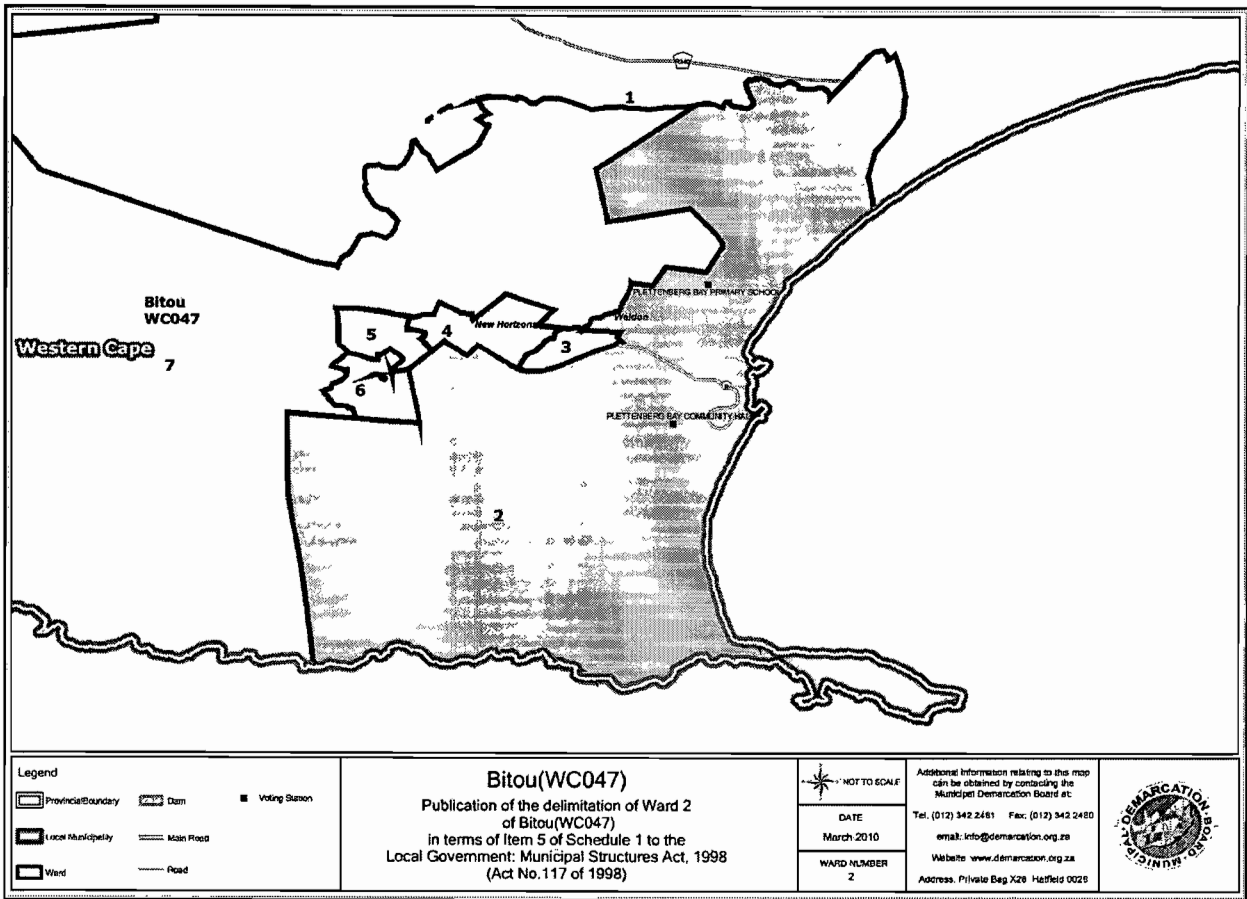 1
Bitou
WC047
Western Cape
7
PLETTENBERG BAY PRIMARY SCHOOL
New Horizons
5
4
3
6
PLETTENBERG BAY COMMUNITY HALL
2
Legend
Provincial Boundary
Dam
Voting Station
Local Municipality
Main Road
Ward
Road
Bitou(WC047)
Publication of the delimitation of Ward 2
of Bitou(WC047)
in terms of Item 5 of Schedule 1 to the
Local Government: Municipal Structures Act, 1998
(Act No.117 of 1998)
NOT TO SCALE
DATE
March 2010
WARD NUMBER
2
Additional information relating to this map
can be obtained by contacting the
Municipal Demarcation Board at:
Tel. (012) 342 2481 Fax: (012) 342 2480
email: info@demarcation.org.za
Website www.demarcation.org.za
Address. Private Bag X28 Hatfield 0028
MUNICIPAL DEMARCATION BOARD